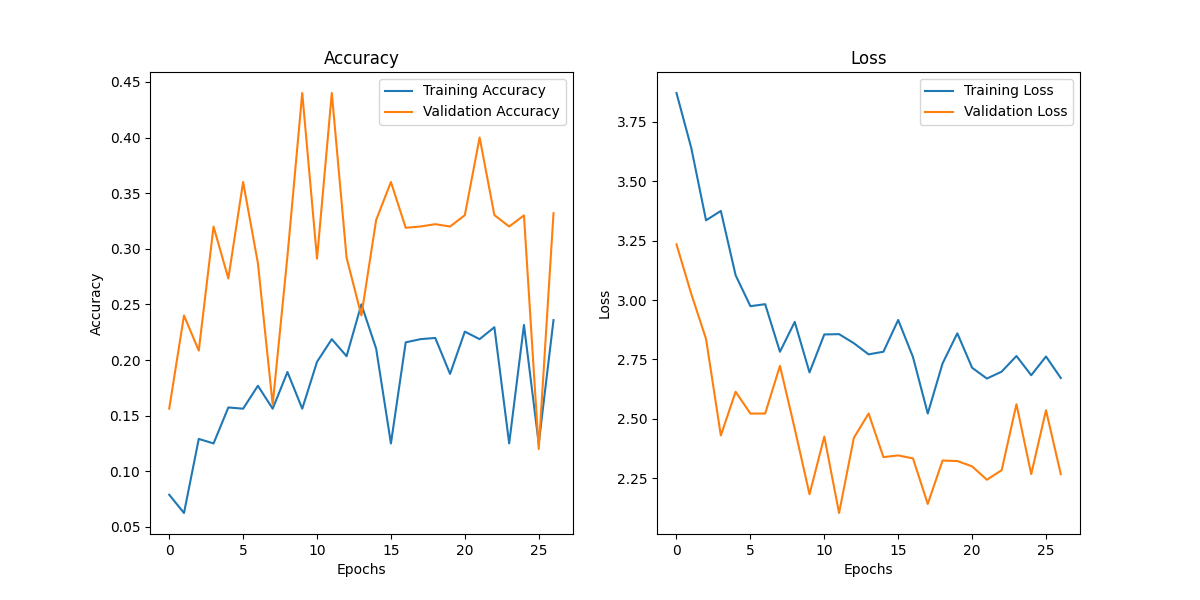 Accuracy
Training Accuracy
Validation Accuracy
0.45
0.40
0.35
0.30
0.25
0.20
0.15
0.10
0.05
Accuracy
0 5 10 15 20 25
Epochs
Loss
Training Loss
Validation Loss
3.75
3.50
3.25
3.00
2.75
2.50
2.25
Loss
0 5 10 15 20 25
Epochs